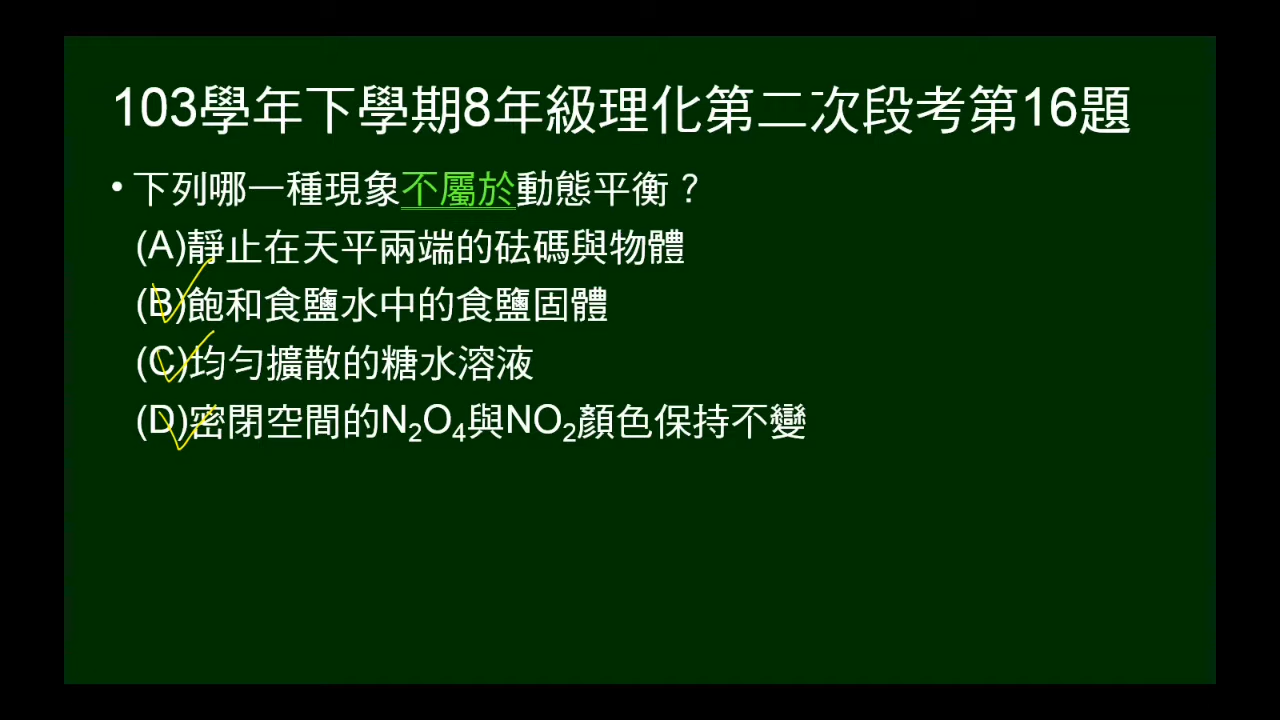 103學年下學期8年級理化第二次段考第16題
• 下列哪一種現象不屬於動態平衡？
(A)靜止在天平兩端的砝碼與物體
(B)飽和食鹽水中的食鹽固體
(C)均勻擴散的糖水溶液
(D)密閉空間的N₂O₄與NO₂顏色保持不變